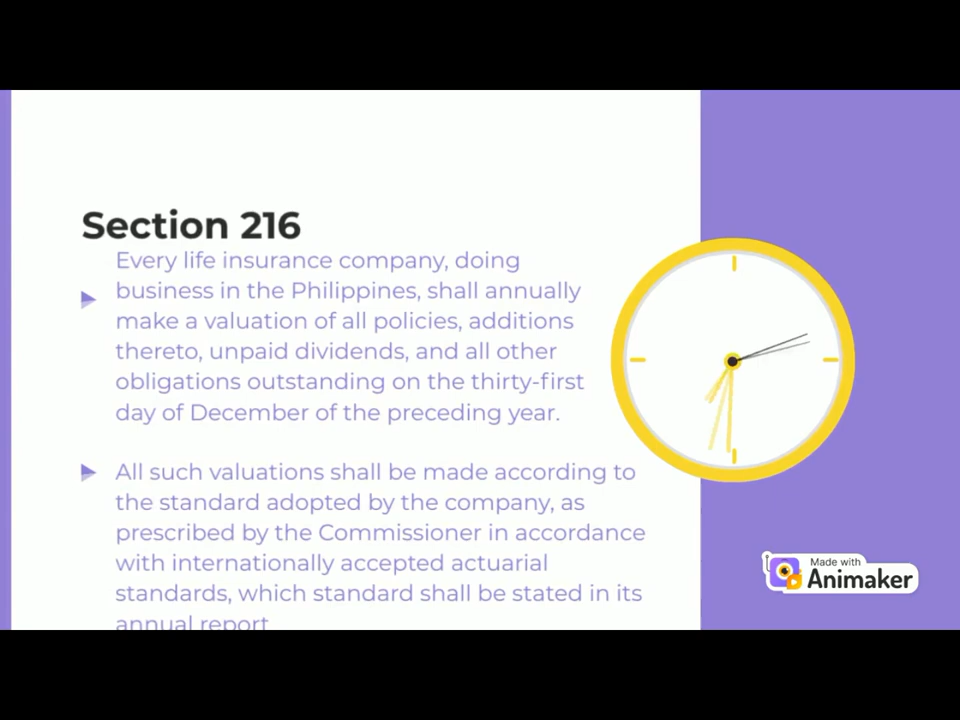 Section 216
Every life insurance company, doing
business in the Philippines, shall annually
make a valuation of all policies, additions
thereto, unpaid dividends, and all other
obligations outstanding on the thirty-first
day of December of the preceding year.
All such valuations shall be made according to
the standard adopted by the company, as
prescribed by the Commissioner in accordance
with internationally accepted actuarial
standards, which standard shall be stated in its
annual report
Made with
Animaker